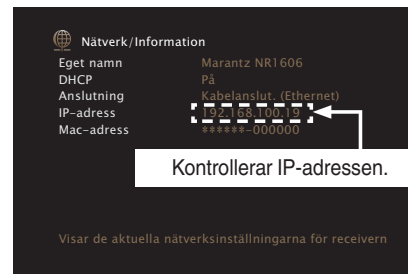 Nätverk/Information
Eget namn Marantz NR1606
DHCP På
Anslutning Kabelanslut. (Ethernet)
IP-adress 192.168.100.19
Mac-adress ******-000000
Kontrollerar IP-adressen.
Visar de aktuella nätverksinställningarna för receivern